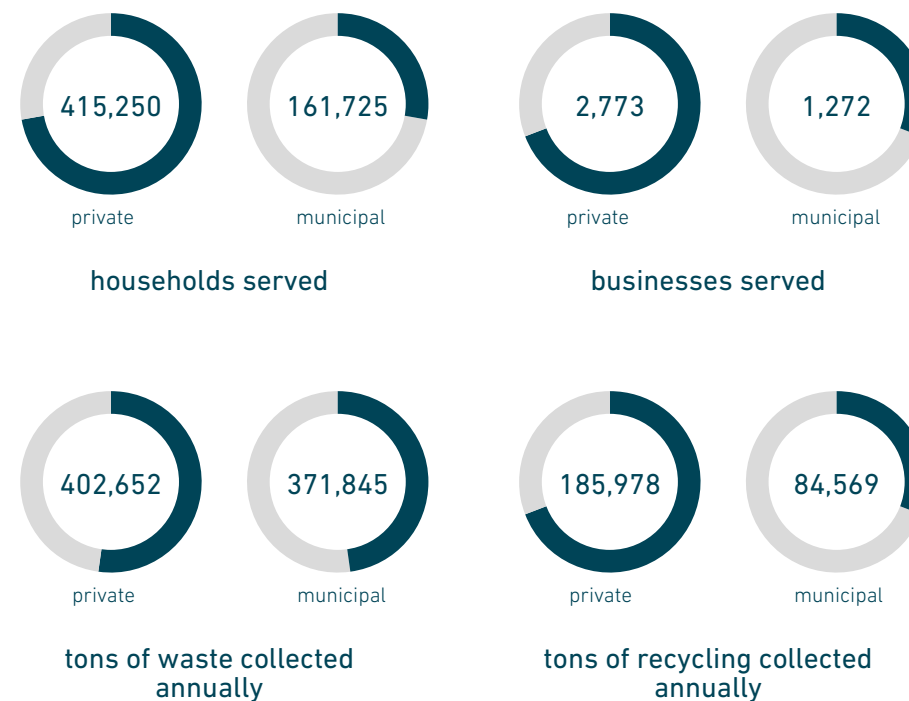 415,250
private
161,725
municipal
households served
2,773
private
1,272
municipal
businesses served
402,652
private
371,845
municipal
tons of waste collected
annually
185,978
private
84,569
municipal
tons of recycling collected
annually